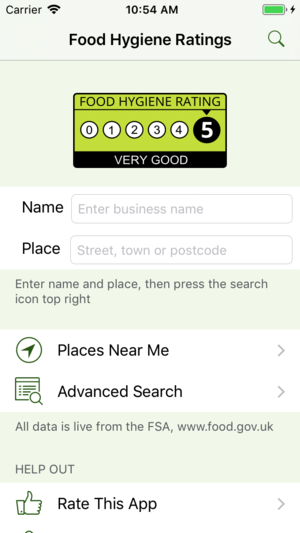 Carrier 10:54 AM
Food Hygiene Ratings
FOOD HYGIENE RATING
0 1 2 3 4 5
VERY GOOD
Name Enter business name
Place Street, town or postcode
Enter name and place, then press the search
icon top right
Places Near Me
Advanced Search
All data is live from the FSA, www.food.gov.uk
HELP OUT
Rate This App